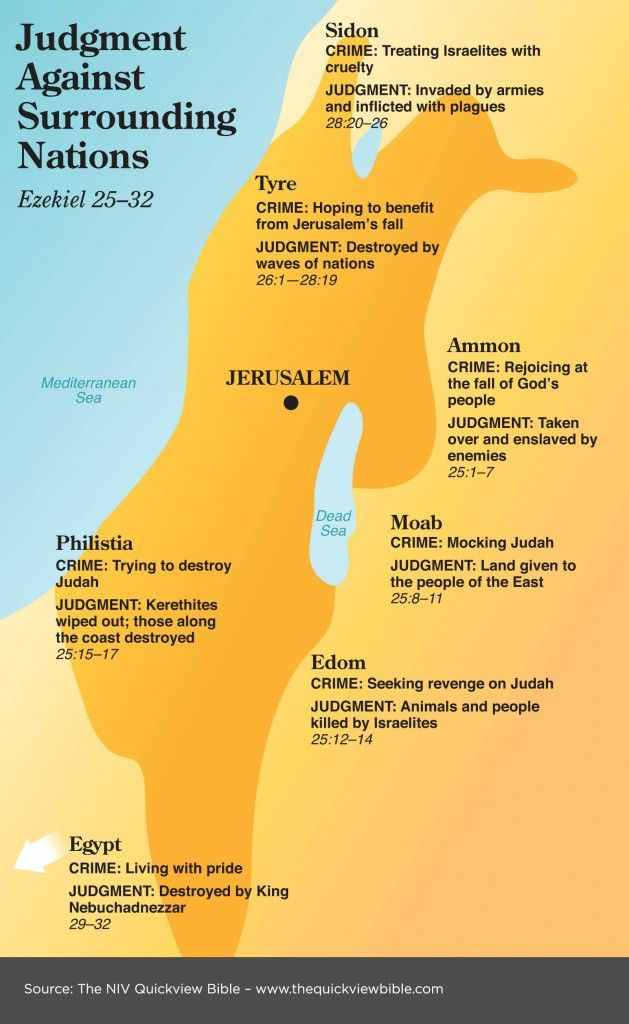 Judgment
Against
Surrounding
Nations
Ezekiel 25–32
Sidon
CRIME: Treating Israelites with
cruelty
JUDGMENT: Invaded by armies
and inflicted with plagues
28:20–26
Tyre
CRIME: Hoping to benefit
from Jerusalem's fall
JUDGMENT: Destroyed by
waves of nations
26:1—28:19
Ammon
CRIME: Rejoicing at
the fall of God's
people
JUDGMENT: Taken
over and enslaved by
enemies
25:1–7
JERUSALEM
Mediterranean
Sea
Dead
Sea
Moab
CRIME: Mocking Judah
JUDGMENT: Land given to
the people of the East
25:8–11
Philistia
CRIME: Trying to destroy
Judah
JUDGMENT: Kerethites
wiped out; those along
the coast destroyed
25:15–17
Edom
CRIME: Seeking revenge on Judah
JUDGMENT: Animals and people
killed by Israelites
25:12–14
Egypt
CRIME: Living with pride
JUDGMENT: Destroyed by King
Nebuchadnezzar
29–32
Source: The NIV Quickview Bible – www.thequickviewbible.com